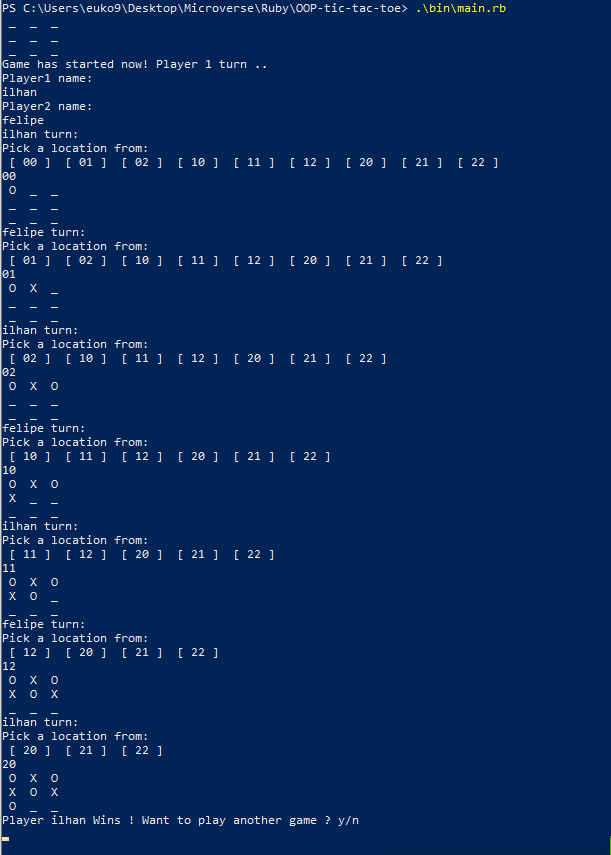 PS C:\Users\euko9\Desktop\Microverse\Ruby\OOP-tic-tac-toe> .\bin\main.rb
_ _ _
_ _ _
_ _ _
Game has started now! Player 1 turn ..
Player1 name:
ilhan
Player2 name:
felipe
ilhan turn:
Pick a location from:
[ 00 ] [ 01 ] [ 02 ] [ 10 ] [ 11 ] [ 12 ] [ 20 ] [ 21 ] [ 22 ]
00
O _ _
_ _ _
_ _ _
felipe turn:
Pick a location from:
[ 01 ] [ 02 ] [ 10 ] [ 11 ] [ 12 ] [ 20 ] [ 21 ] [ 22 ]
01
O X _
_ _ _
_ _ _
ilhan turn:
Pick a location from:
[ 02 ] [ 10 ] [ 11 ] [ 12 ] [ 20 ] [ 21 ] [ 22 ]
02
O X O
_ _ _
_ _ _
felipe turn:
Pick a location from:
[ 10 ] [ 11 ] [ 12 ] [ 20 ] [ 21 ] [ 22 ]
10
O X O
X _ _
_ _ _
ilhan turn:
Pick a location from:
[ 11 ] [ 12 ] [ 20 ] [ 21 ] [ 22 ]
11
O X O
X O _
_ _ _
felipe turn:
Pick a location from:
[ 12 ] [ 20 ] [ 21 ] [ 22 ]
12
O X O
X O X
_ _ _
ilhan turn:
Pick a location from:
[ 20 ] [ 21 ] [ 22 ]
20
O X O
X O X
O _ _
Player ilhan Wins ! Want to play another game ? y/n